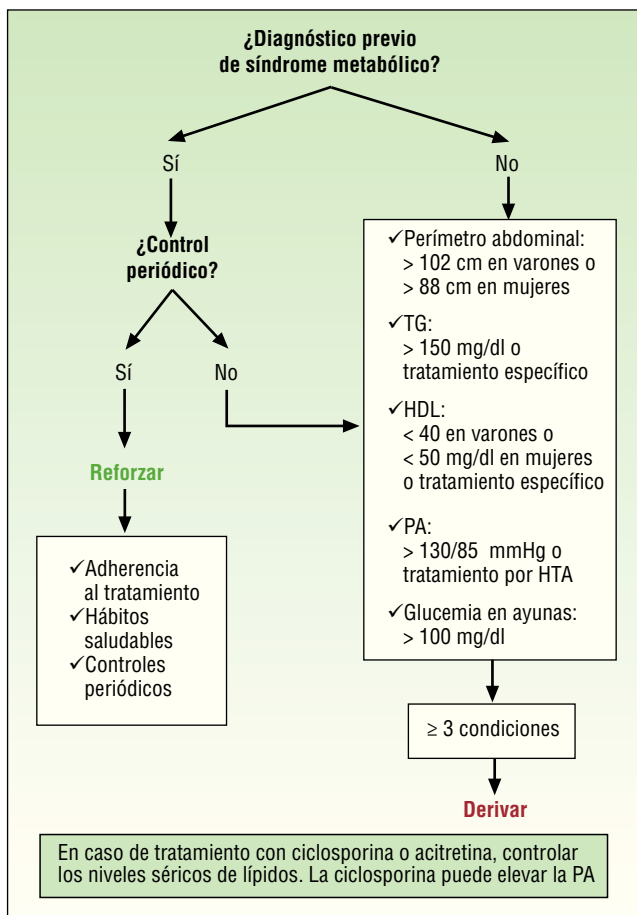 ¿Diagnóstico previo
de síndrome metabólico?
Sí
No
¿Control
periódico?
Sí
No
Reforzar
✓Adherencia
al tratamiento
✓Hábitos
saludables
✓Controles
periódicos
✓Perímetro abdominal:
> 102 cm en varones o
> 88 cm en mujeres
✓TG:
> 150 mg/dl o
tratamiento específico
✓HDL:
< 40 en varones o
< 50 mg/dl en mujeres
o tratamiento específico
✓PA:
> 130/85 mmHg o
tratamiento por HTA
✓Glucemia en ayunas:
> 100 mg/dl
≥ 3 condiciones
Derivar
En caso de tratamiento con ciclosporina o acitretina, controlar
los niveles séricos de lípidos. La ciclosporina puede elevar la PA